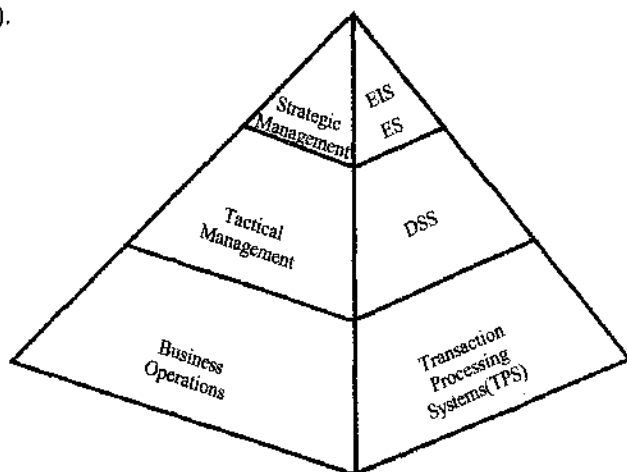 ).
Strategic
Management
EIS
ES
Tactical
Management
DSS
Business
Operations
Transaction
Processing
Systems(TPS)